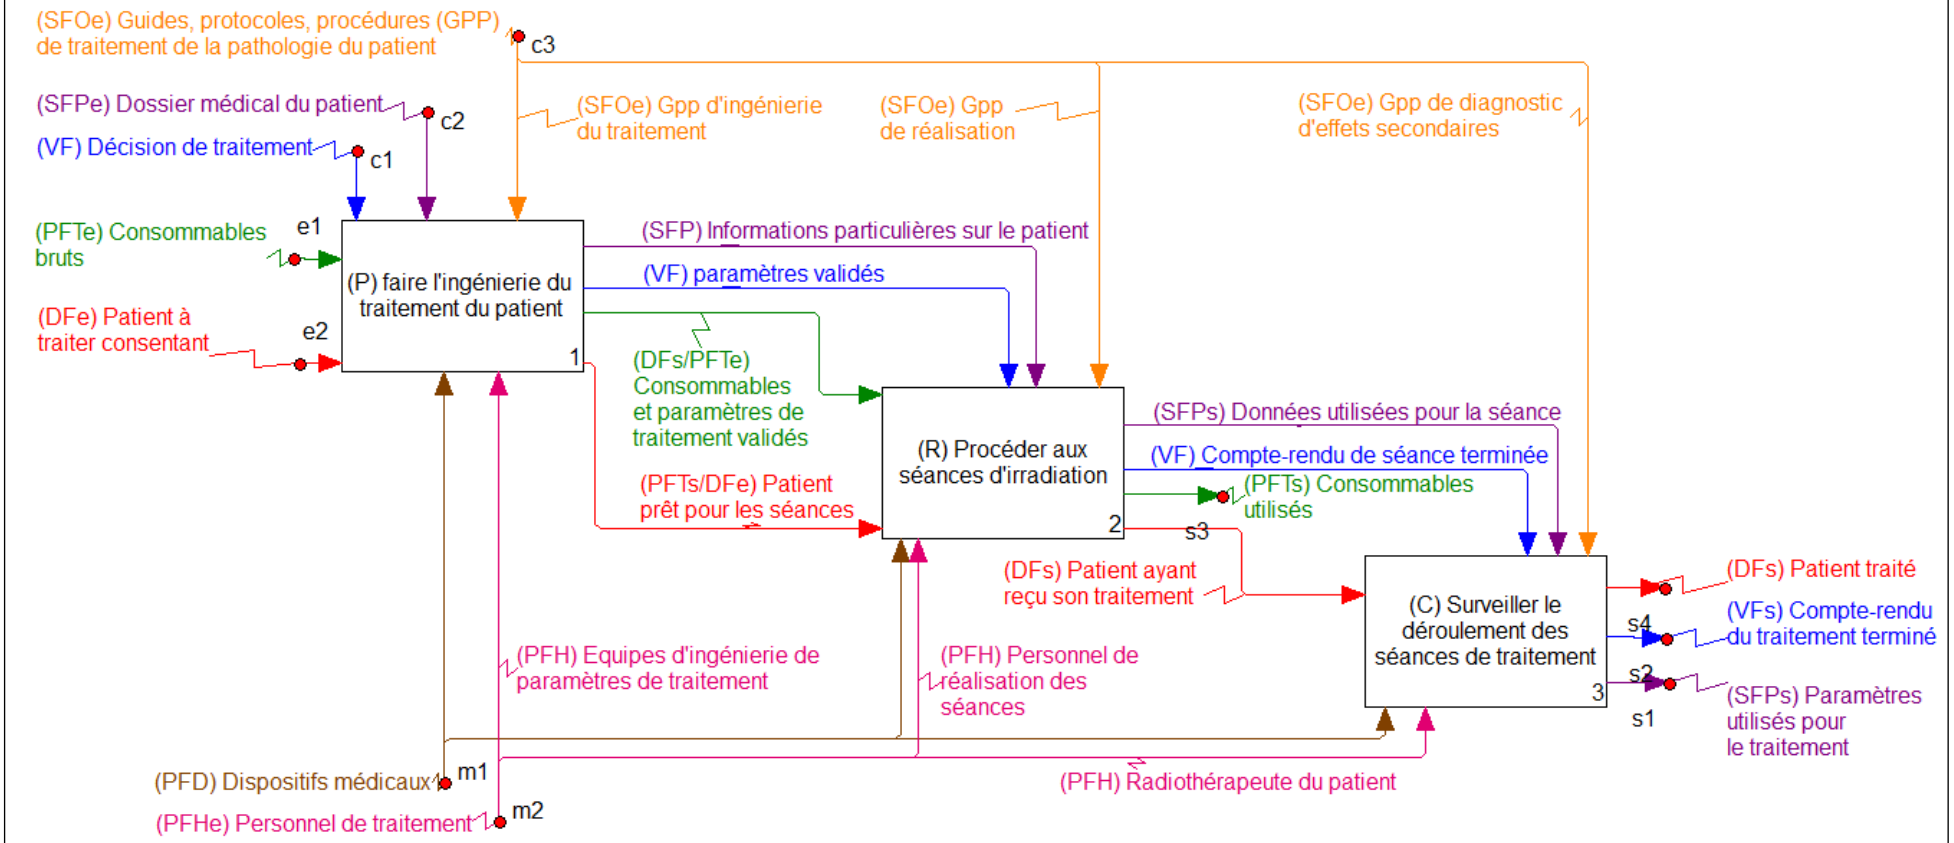 (SFOe) Guides, protocoles, procédures (GPP)
de traitement de la pathologie du patient
c3
(SFPe) Dossier médical du patient
c2
(VF) Décision de traitement
c1
(SFOe) Gpp d'ingénierie
du traitement
(SFOe) Gpp
de réalisation
(SFOe) Gpp de diagnostic
d'effets secondaires
(PFTe) Consommables
bruts
e1
(DFe) Patient à
traiter consentant
e2
(P) faire l'ingénierie du
traitement du patient
1
(SFP) Informations particulières sur le patient
(VF) paramètres validés
(DFs/PFTe)
Consommables
et paramètres de
traitement validés
(PFTs/DFe) Patient
prêt pour les séances
(R) Procéder aux
séances d'irradiation
2
(SFPs) Données utilisées pour la séance
(VF) Compte-rendu de séance terminée
(PFTs) Consommables
utilisés
s3
(DFs) Patient ayant
reçu son traitement
(C) Surveiller le
déroulement des
séances de traitement
3
(DFs) Patient traité
s4
(VFs) Compte-rendu
du traitement terminé
s2
(SFPs) Paramètres
utilisés pour
le traitement
s1
(PFH) Equipes d'ingénierie de
paramètres de traitement
(PFH) Personnel de
réalisation des
séances
(PFD) Dispositifs médicaux
m1
(PFH) Radiothérapeute du patient
(PFHe) Personnel de traitement
m2